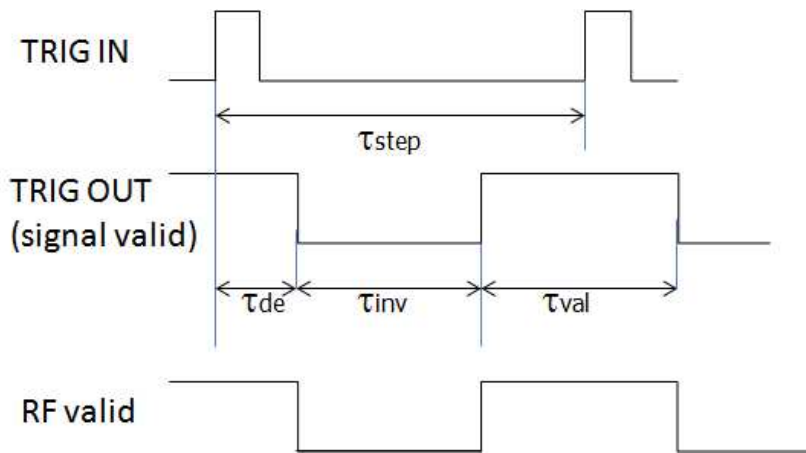 TRIG IN
τstep
TRIG OUT
(signal valid)
τde
τinv
τval
RF valid